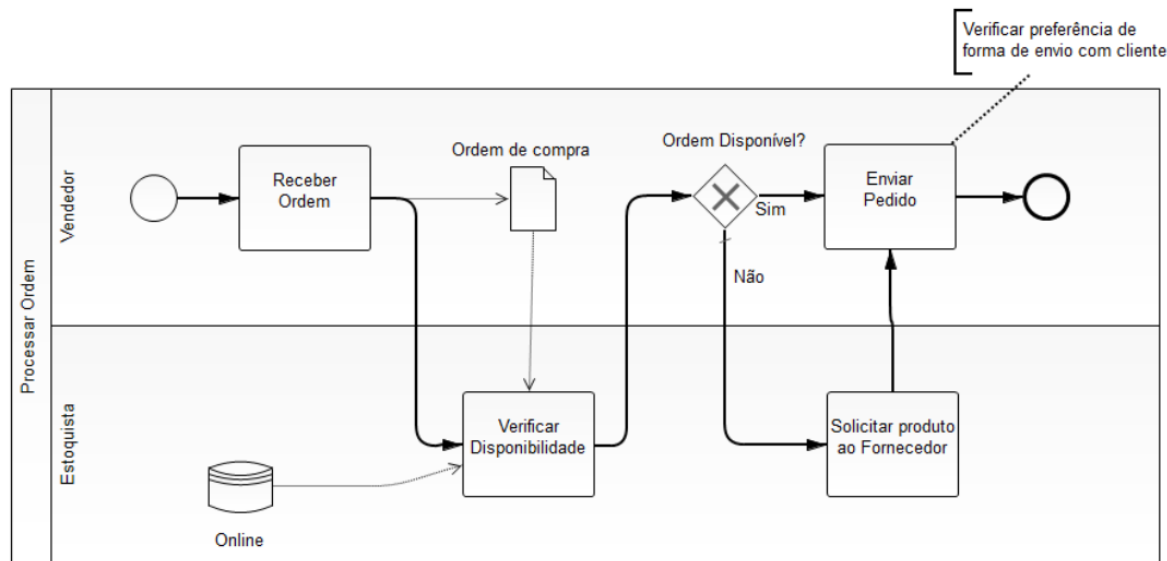 Verificar preferência de
forma de envio com cliente
Processar Ordem
Vendedor
Receber
Ordem
Ordem de compra
Ordem Disponível?
Sim
Não
Enviar
Pedido
Estoquista
Online
Verificar
Disponibilidade
Solicitar produto
ao Fornecedor